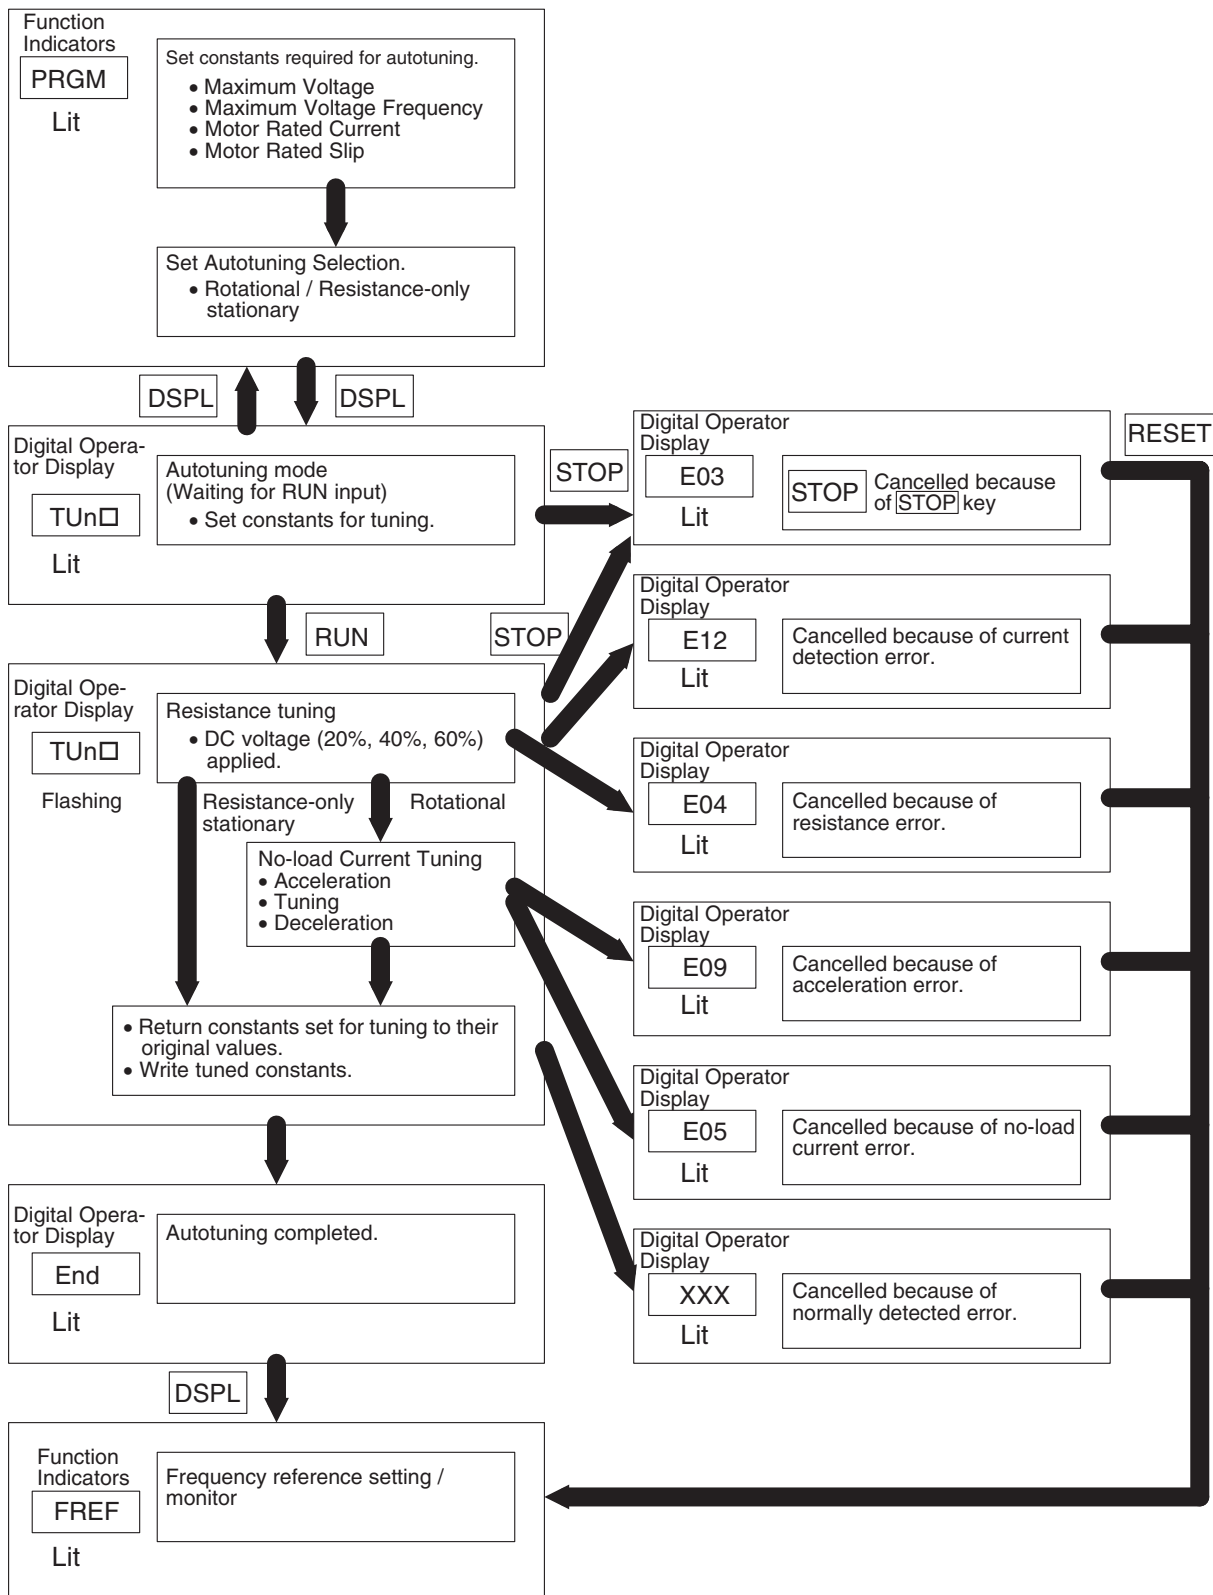 Function
Indicators
PRGM
Lit
Set constants required for autotuning.
• Maximum Voltage
• Maximum Voltage Frequency
• Motor Rated Current
• Motor Rated Slip
Set Autotuning Selection.
• Rotational / Resistance-only
stationary
DSPL
DSPL
Digital Opera-
tor Display
TUn□
Lit
Autotuning mode
(Waiting for RUN input)
• Set constants for tuning.
STOP
Digital Operator
Display
E03
Lit
STOP
Cancelled because
of STOP key
RESET
RUN
STOP
Digital Operator
Display
E12
Lit
Cancelled because of current
detection error.
Digital Ope-
rator Display
TUn□
Flashing
Resistance tuning
• DC voltage (20%, 40%, 60%)
applied.
Resistance-only
stationary
Rotational
Digital Operator
Display
E04
Lit
Cancelled because of
resistance error.
No-load Current Tuning
• Acceleration
• Tuning
• Deceleration
Digital Operator
Display
E09
Lit
Cancelled because of
acceleration error.
• Return constants set for tuning to their
original values.
• Write tuned constants.
Digital Operator
Display
E05
Lit
Cancelled because of no-load
current error.
Digital Opera-
tor Display
End
Lit
Autotuning completed.
Digital Operator
Display
XXX
Lit
Cancelled because of
normally detected error.
DSPL
Function
Indicators
FREF
Lit
Frequency reference setting /
monitor